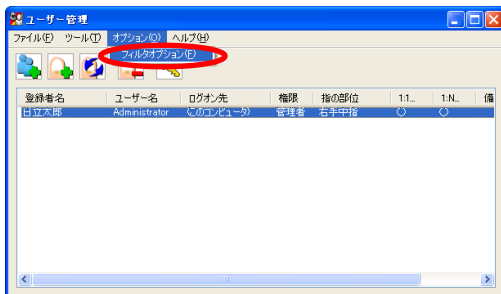 ユーザー管理
ファイル(F) ツール(T) オプション(O) ヘルプ(H)
フィルタオプション(F)
登録者名 ユーザー名 ログオン先 権限 指の部位 1:1... 1:N... 備
日立太郎 Administrator (このコンピュータ) 管理者 右手中指 ○ ○